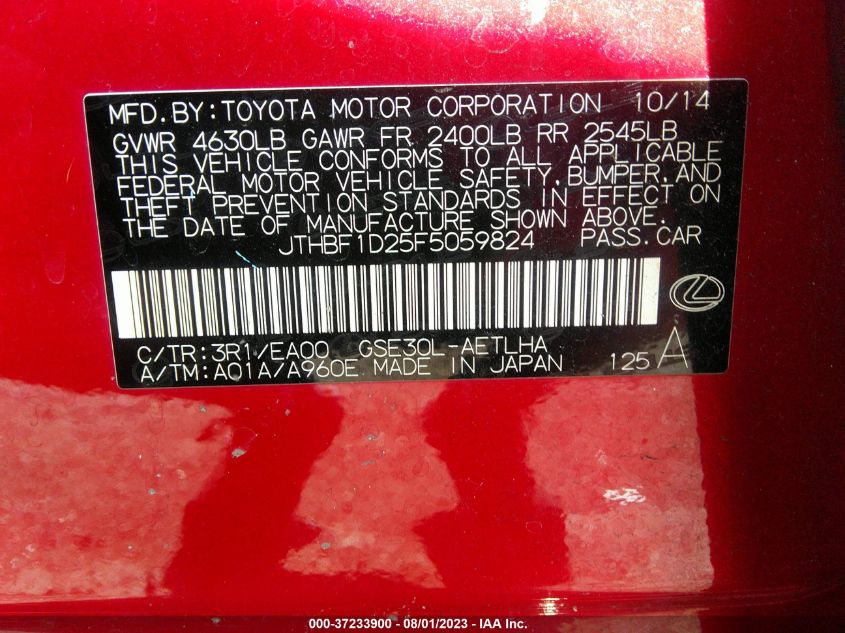 MFD.BY:TOYOTA MOTOR CORPORATION 10/14
GVWR 4630LB GAWR FR 2400LB RR 2545LB
THIS VEHICLE CONFORMS TO ALL APPLICABLE
FEDERAL MOTOR VEHICLE SAFETY,BUMPER,AND
THEFT PREVENTION STANDARDS IN EFFECT ON
THE DATE OF MANUFACTURE SHOWN ABOVE.
JTHBF1D25F5059824 PASS.CAR
C/TR:3R1/EA00 GSE30L-AETLHA
A/TM:A01A/A960E MADE IN JAPAN 125 A
000-37233900 - 08/01/2023 - IAA Inc.